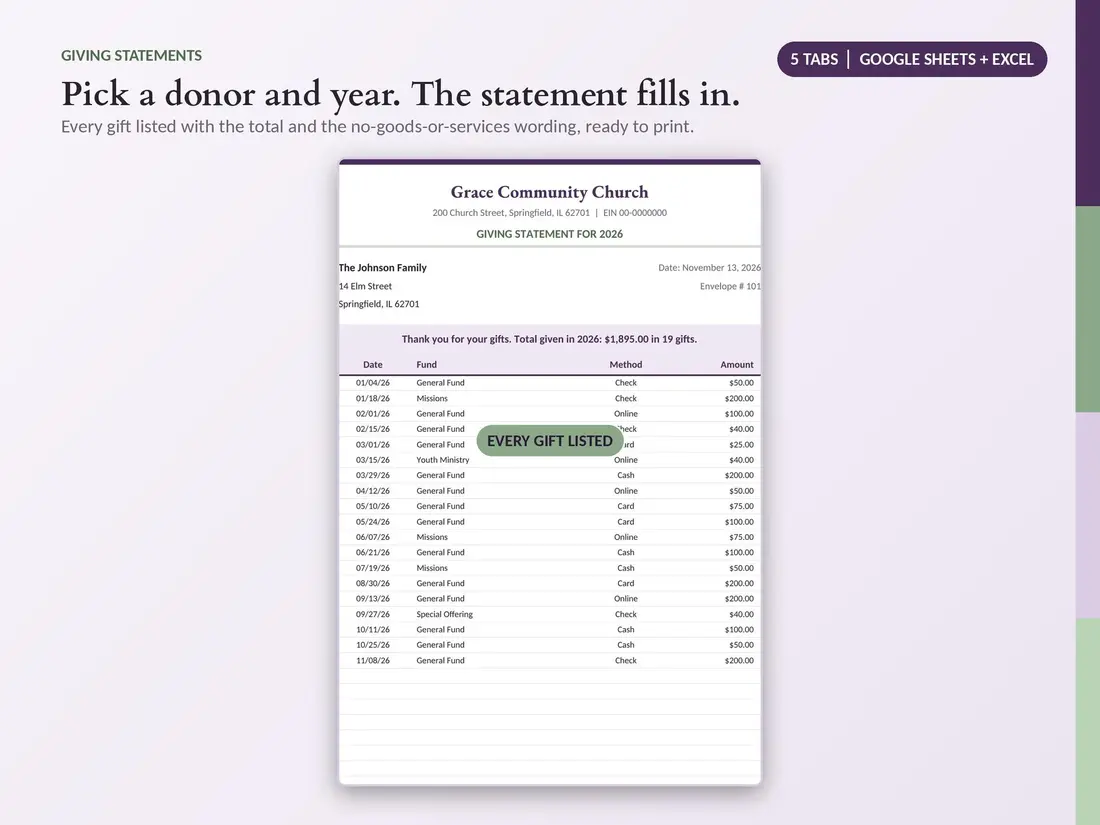 GIVING STATEMENTS
5 TABS | GOOGLE SHEETS + EXCEL
Pick a donor and year. The statement fills in.
Every gift listed with the total and the no-goods-or-services wording, ready to print.
Grace Community Church
200 Church Street, Springfield, IL 62701 | EIN 00-0000000
GIVING STATEMENT FOR 2026
The Johnson Family Date: November 13, 2026
14 Elm Street Envelope # 101
Springfield, IL 62701
Thank you for your gifts. Total given in 2026: $1,895.00 in 19 gifts.
Date Fund Method Amount
01/04/26 General Fund Check $50.00
01/18/26 Missions Check $200.00
02/01/26 General Fund Online $100.00
02/15/26 General Fund $40.00
EVERY GIFT LISTED
03/01/26 General Fund $25.00
03/15/26 Youth Ministry Online $40.00
03/29/26 General Fund Cash $200.00
04/12/26 General Fund Online $50.00
05/10/26 General Fund Card $75.00
05/24/26 General Fund Card $100.00
06/07/26 Missions Online $75.00
06/21/26 General Fund Cash $100.00
07/19/26 Missions Cash $50.00
08/30/26 General Fund Card $200.00
09/13/26 General Fund Online $200.00
09/27/26 Special Offering Check $40.00
10/11/26 General Fund Cash $100.00
10/25/26 General Fund Cash $50.00
11/08/26 General Fund Check $200.00